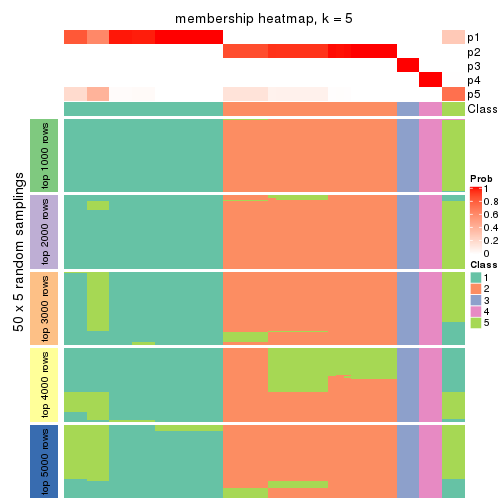 membership heatmap, k = 5
p1
p2
p3
p4
p5
Class
50 x 5 random samplings
top 1000 rows
top 2000 rows
top 3000 rows
top 4000 rows
top 5000 rows
Prob
1
0.8
0.6
0.4
0.2
0
Class
1
2
3
4
5